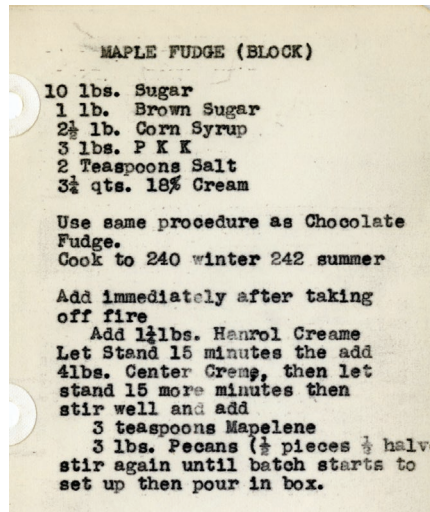 MAPLE FUDGE (BLOCK)
10 lbs. Sugar
1 lb. Brown Sugar
2½ lb. Corn Syrup
3 lbs. P K K
2 Teaspoons Salt
3¼ qts. 18% Cream
Use same procedure as Chocolate
Fudge.
Cook to 240 winter 242 summer
Add immediately after taking
off fire
Add 1½lbs. Hanrol Creame
Let Stand 15 minutes the add
4lbs. Center Creme, then let
stand 15 more minutes then
stir well and add
3 teaspoons Mapelene
3 lbs. Pecans (½ pieces ½ halv
stir again until batch starts to
set up then pour in box.